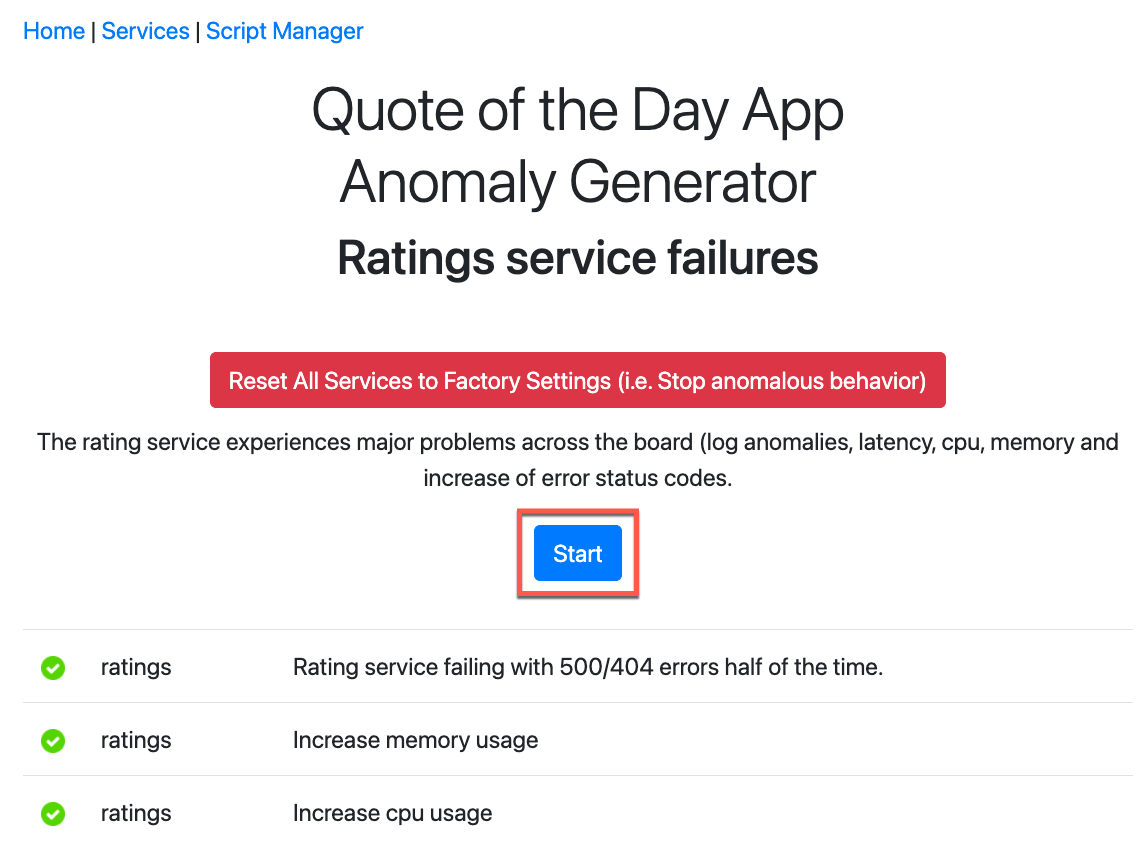 Home | Services | Script Manager
Quote of the Day App
Anomaly Generator
Ratings service failures
Reset All Services to Factory Settings (i.e. Stop anomalous behavior)
The rating service experiences major problems across the board (log anomalies, latency, cpu, memory and
increase of error status codes.
Start
ratings Rating service failing with 500/404 errors half of the time.
ratings Increase memory usage
ratings Increase cpu usage